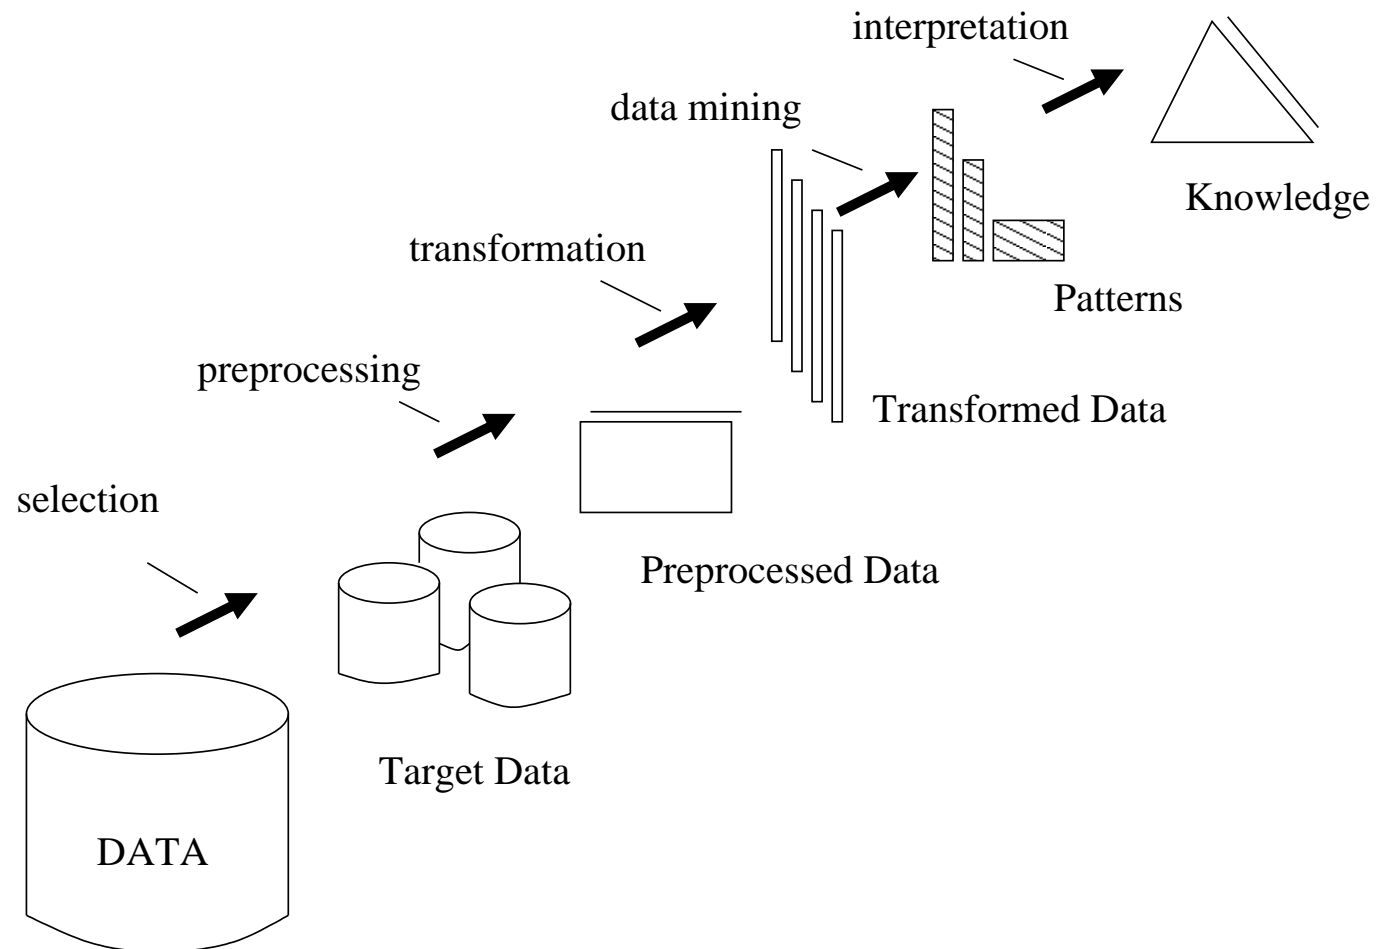 interpretation
data mining
Knowledge
transformation
Patterns
preprocessing
Transformed Data
selection
Preprocessed Data
Target Data
DATA